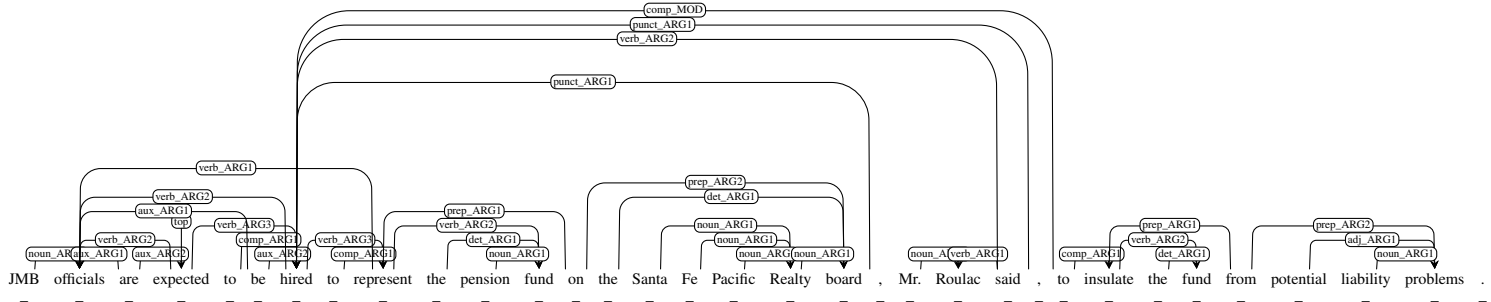 comp_MOD
punct_ARG1
verb_ARG2
punct_ARG1
verb_ARG1
prep_ARG2
verb_ARG2 det_ARG1
aux_ARG1 prep_ARG1
top verb_ARG3 verb_ARG2 noun_ARG1 prep_ARG1 prep_ARG2
verb_ARG2 comp_ARG1 verb_ARG3 det_ARG1 noun_ARG1 verb_ARG2 adj_ARG1
aux_ARG1 aux_ARG2 aux_ARG2 comp_ARG1 noun_ARG1 noun_ARG1 noun_ARG1 verb_ARG1 comp_ARG1 det_ARG1 noun_ARG1
JMB officials are expected to be hired to represent the pension fund on the Santa Fe Pacific Realty board , Mr. Roulac said , to insulate the fund from potential liability problems .